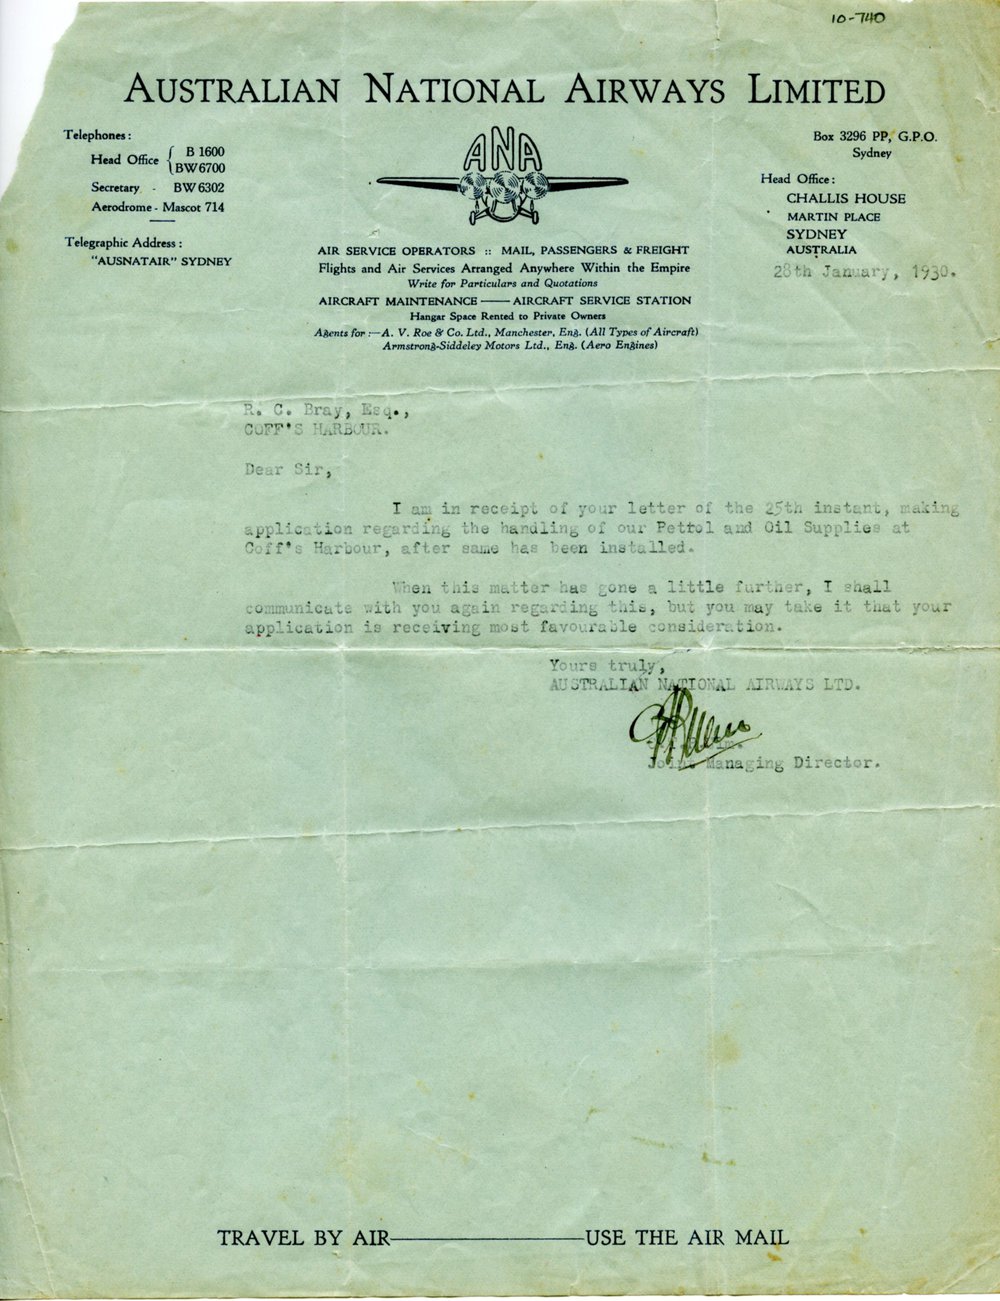 10-740
AUSTRALIAN NATIONAL AIRWAYS LIMITED
Telephones:
Head Office { B 1600
BW 6700
Secretary - BW 6302
Aerodrome - Mascot 714
Telegraphic Address:
"AUSNATAIR" SYDNEY
ANA
AIR SERVICE OPERATORS :: MAIL, PASSENGERS & FREIGHT
Flights and Air Services Arranged Anywhere Within the Empire
Write for Particulars and Quotations
AIRCRAFT MAINTENANCE — AIRCRAFT SERVICE STATION
Hangar Space Rented to Private Owners
Agents for:—A. V. Roe & Co. Ltd., Manchester, Eng. (All Types of Aircraft)
Armstrong-Siddeley Motors Ltd., Eng. (Aero Engines)
Box 3296 PP, G.P.O.
Sydney
Head Office:
CHALLIS HOUSE
MARTIN PLACE
SYDNEY
AUSTRALIA
28th January, 1930.
R. C. Bray, Esq.,
COFF'S HARBOUR.
Dear Sir,
I am in receipt of your letter of the 25th instant, making
application regarding the handling of our Petrol and Oil Supplies at
Coff's Harbour, after same has been installed.
When this matter has gone a little further, I shall
communicate with you again regarding this, but you may take it that your
application is receiving most favourable consideration.
Yours truly,
AUSTRALIAN NATIONAL AIRWAYS LTD.
Joint Managing Director.
TRAVEL BY AIR—USE THE AIR MAIL